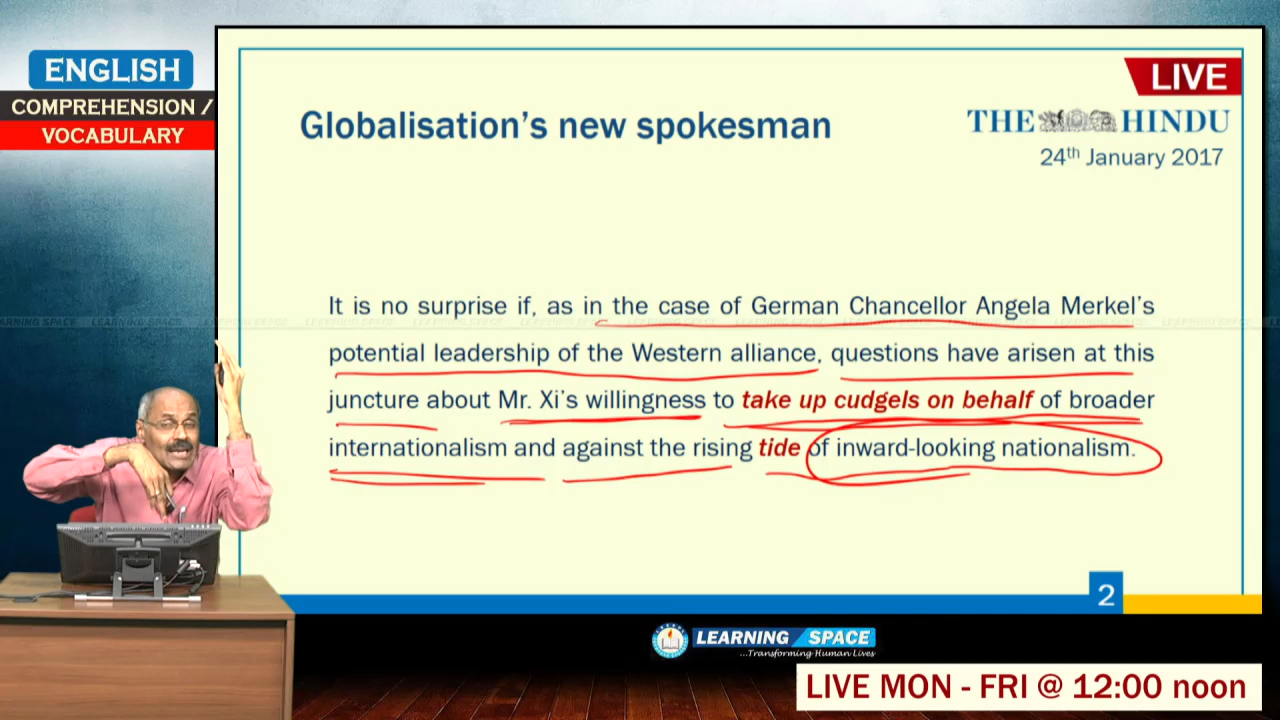 ENGLISH
COMPREHENSION /
VOCABULARY
LIVE
Globalisation's new spokesman
THE HINDU
24th January 2017
It is no surprise if, as in the case of German Chancellor Angela Merkel's
potential leadership of the Western alliance, questions have arisen at this
juncture about Mr. Xi's willingness to take up cudgels on behalf of broader
internationalism and against the rising tide of inward-looking nationalism.
2
LEARNING SPACE
...Transforming Human Lives
LIVE MON - FRI @ 12:00 noon